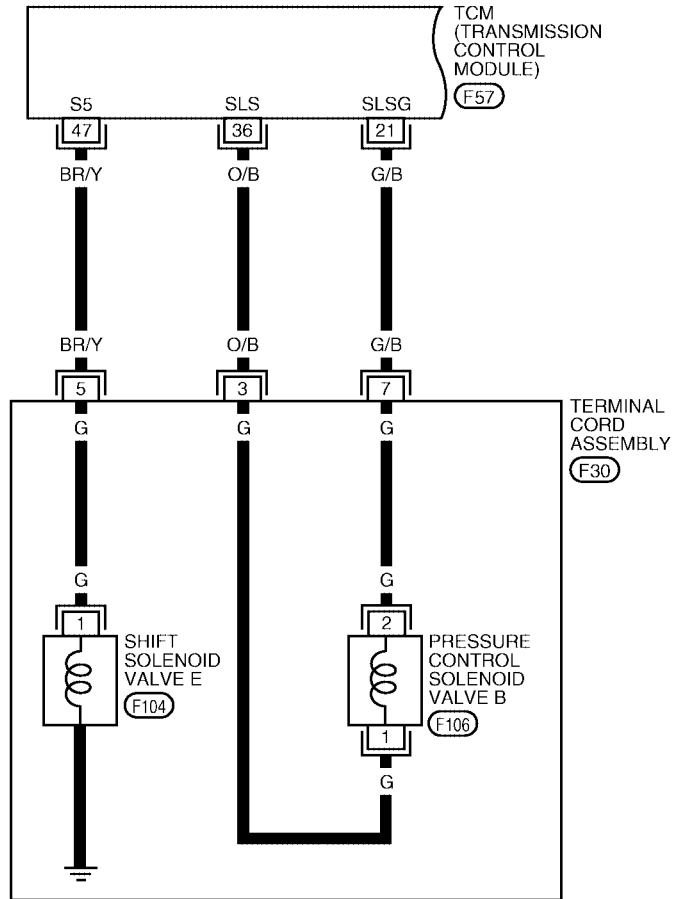 TCM
(TRANSMISSION
CONTROL
MODULE)
F57
S5 SLS SLSG
47 36 21
BR/Y O/B G/B
BR/Y O/B G/B
5 3 7
TERMINAL
CORD
ASSEMBLY
F30
G G G
G G
1 2
SHIFT
SOLENOID
VALVE E
F104
PRESSURE
CONTROL
SOLENOID
VALVE B
F106
1
G